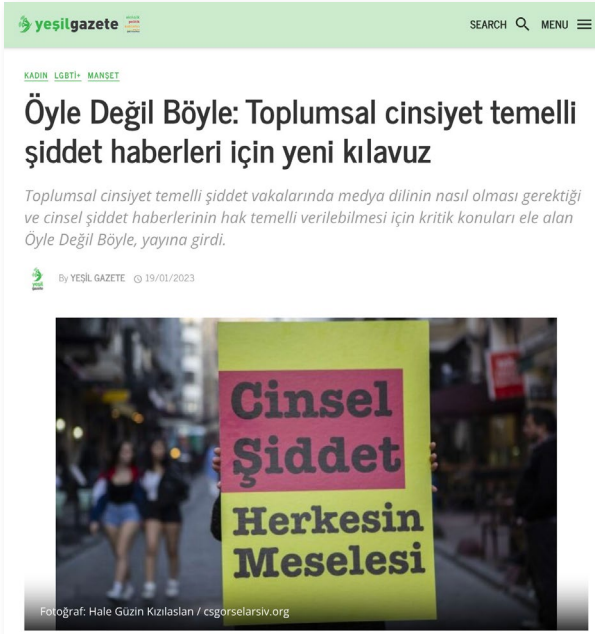 yeşilgazete
SEARCH MENU
KADIN LGBTİ+ MANŞET
Öyle Değil Böyle: Toplumsal cinsiyet temelli
şiddet haberleri için yeni kılavuz
Toplumsal cinsiyet temelli şiddet vakalarında medya dilinin nasıl olması gerektiği
ve cinsel şiddet haberlerinin hak temelli verilebilmesi için kritik konuları ele alan
Öyle Değil Böyle, yayına girdi.
By YEŞİL GAZETE 19/01/2023
Cinsel
Şiddet
Herkesin
Meselesi
Fotoğraf: Hale Güzin Kızılaslan / csgorselarsiv.org